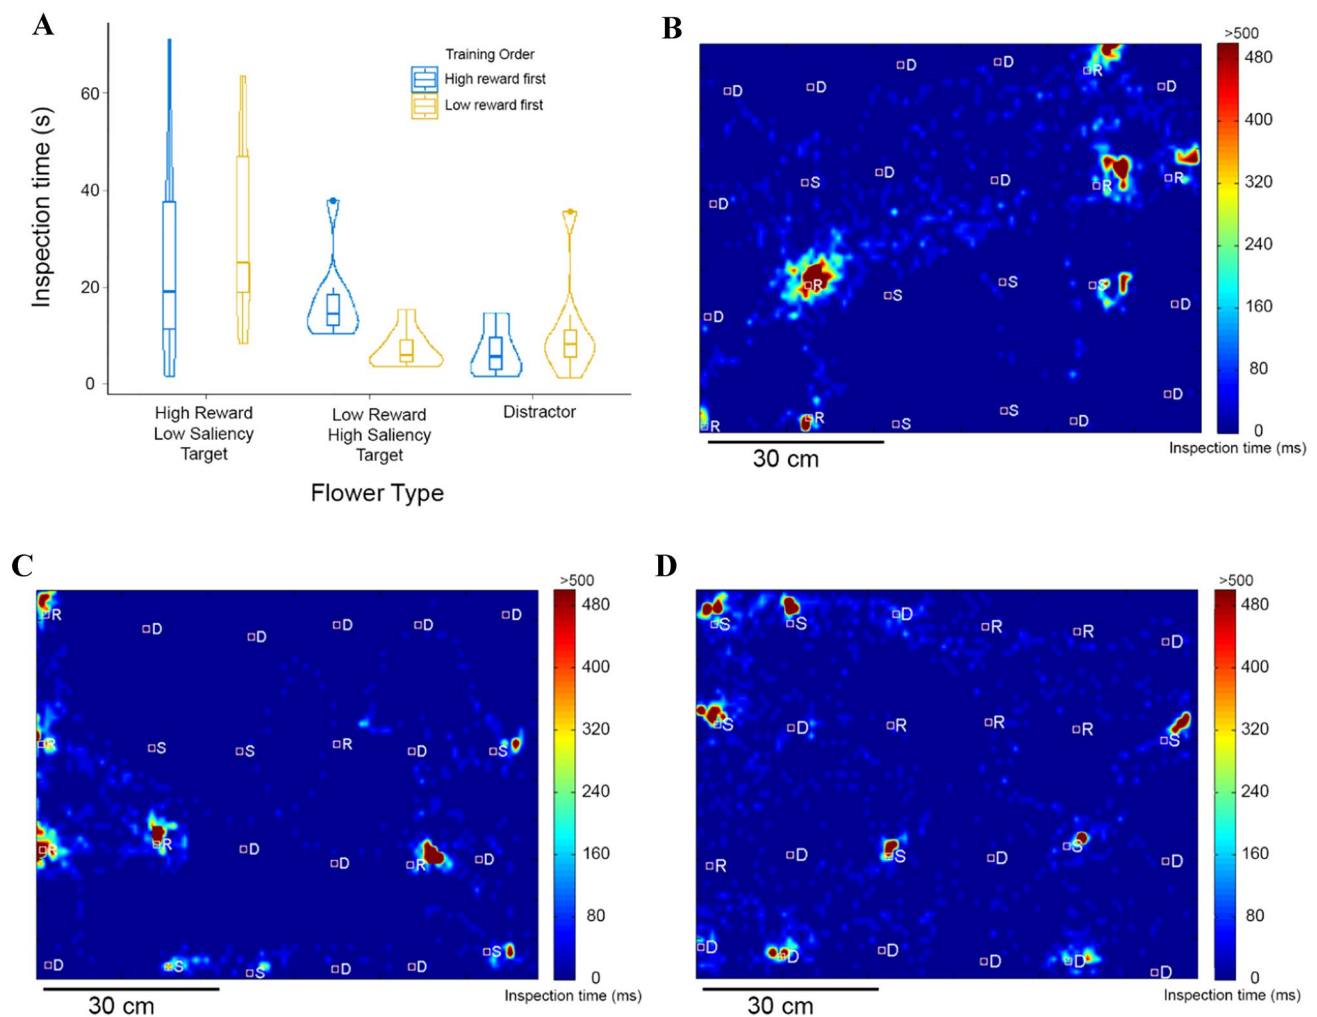 A
Inspection time (s)
60
40
20
0
Training Order
High reward first
Low reward first
High Reward
Low Saliency
Target
Low Reward
High Saliency
Target
Distractor
Flower Type
B
D
D
R
D
D
D
S
D
D
R
R
D
R
S
S
S
D
D
D
R
R
S
S
D
30 cm
>500
480
400
320
240
160
80
0
Inspection time (ms)
C
R
D
D
D
D
D
R
S
S
R
D
S
R
R
D
D
R
D
D
S
S
D
D
S
30 cm
>500
480
400
320
240
160
80
0
Inspection time (ms)
D
S
S
D
R
R
D
S
D
R
R
R
S
R
D
S
D
S
D
D
D
D
D
D
D
30 cm
>500
480
400
320
240
160
80
0
Inspection time (ms)